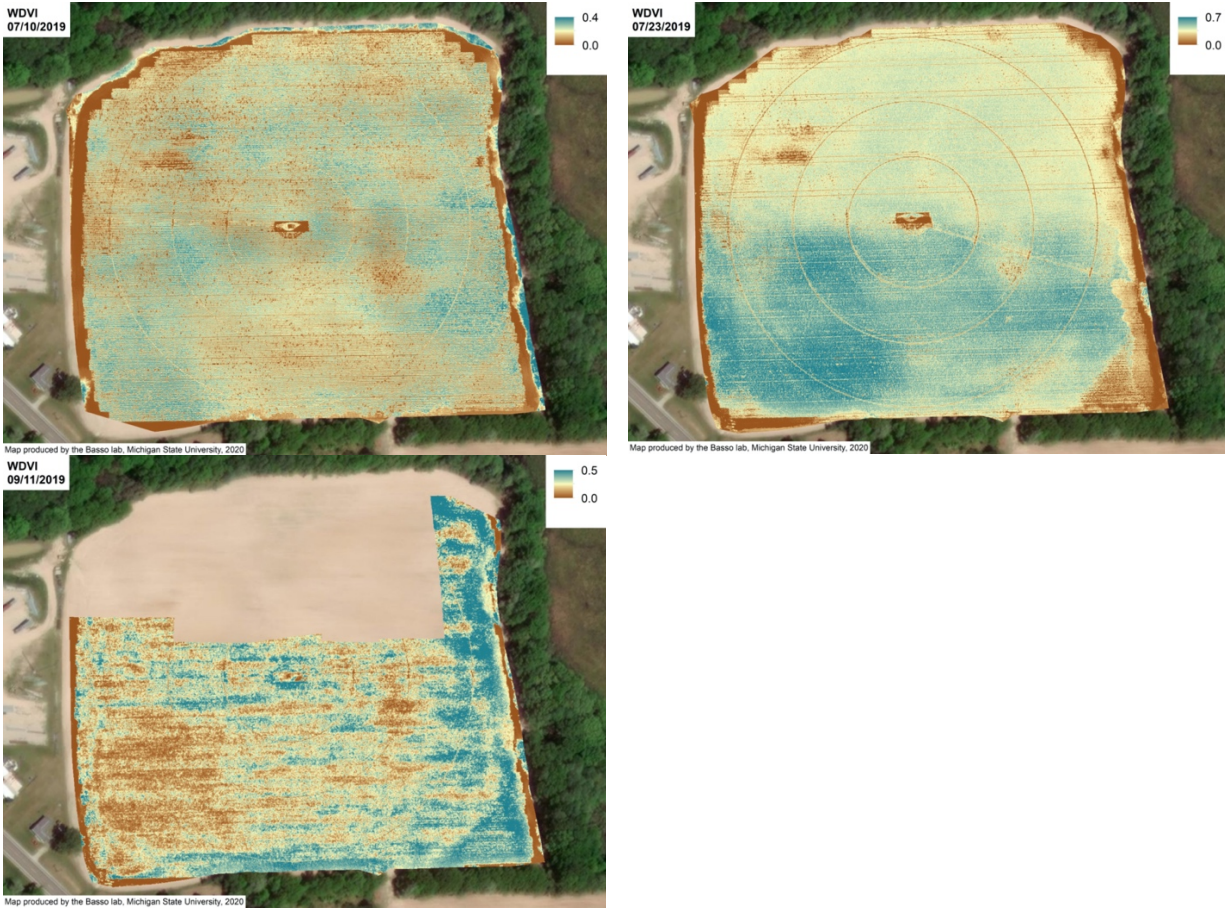 WDVI
07/10/2019
0.4
0.0
Map produced by the Basso lab, Michigan State University, 2020
WDVI
07/23/2019
0.7
0.0
Map produced by the Basso lab, Michigan State University, 2020
WDVI
09/11/2019
0.5
0.0
Map produced by the Basso lab, Michigan State University, 2020